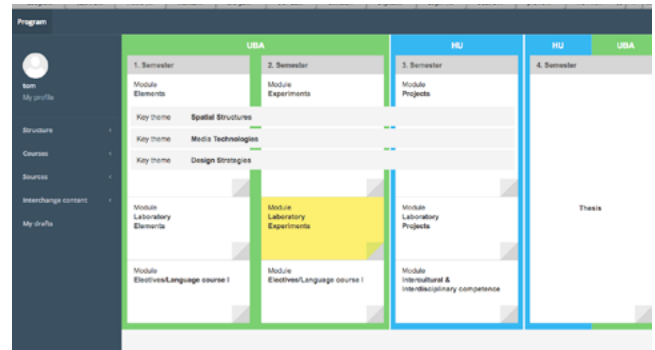 Program
tom
My profile
Structure
Courses
Sources
Interchange content
My drafts
UBA
HU
HU
UBA
1. Semester
2. Semester
3. Semester
4. Semester
Module
Elements
Module
Experiments
Module
Projects
Key theme Spatial Structures
Key theme Media Technologies
Key theme Design Strategies
Module
Laboratory
Elements
Module
Laboratory
Experiments
Module
Laboratory
Projects
Thesis
Module
Electives/Language course I
Module
Electives/Language course I
Module
Intercultural &
Interdisciplinary competence